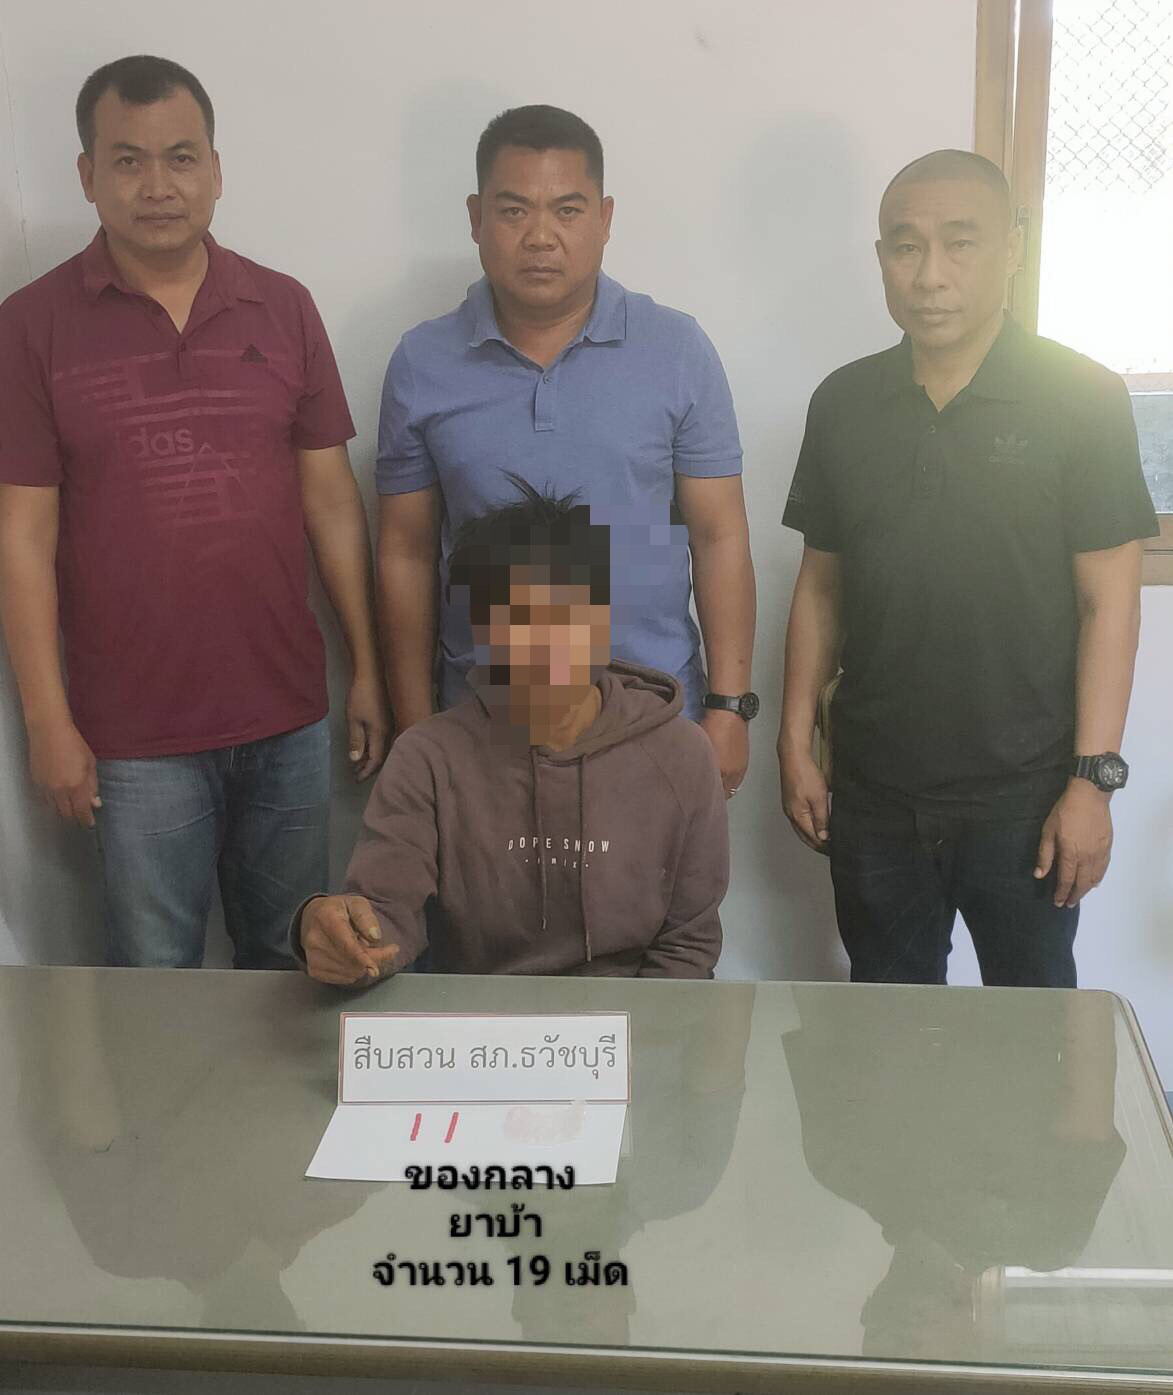 adidas
DOPE SNOW
สืบสวน สภ.ธวัชบุรี
ของกลาง
ยาบ้า
จำนวน 19 เม็ด